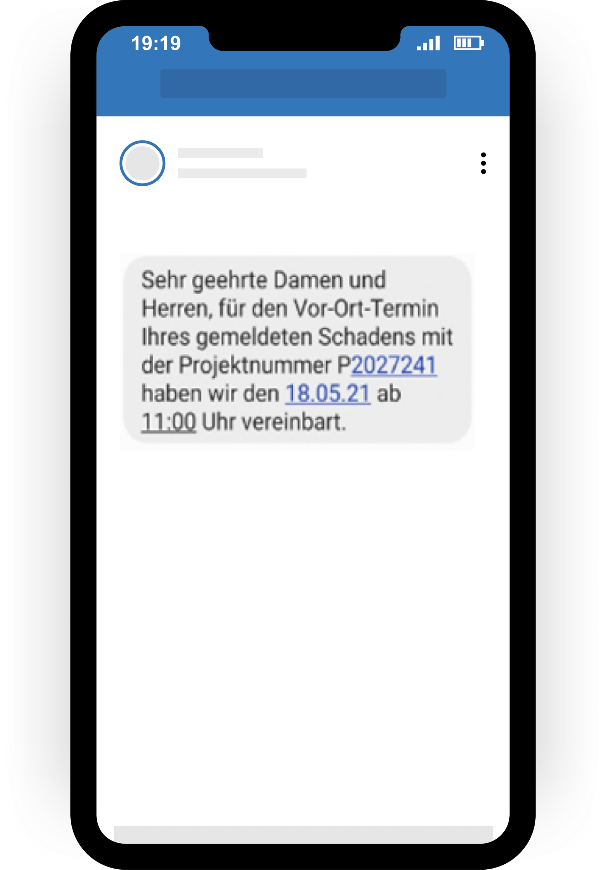 19:19
Sehr geehrte Damen und
Herren, für den Vor-Ort-Termin
Ihres gemeldeten Schadens mit
der Projektnummer P2027241
haben wir den 18.05.21 ab
11:00 Uhr vereinbart.